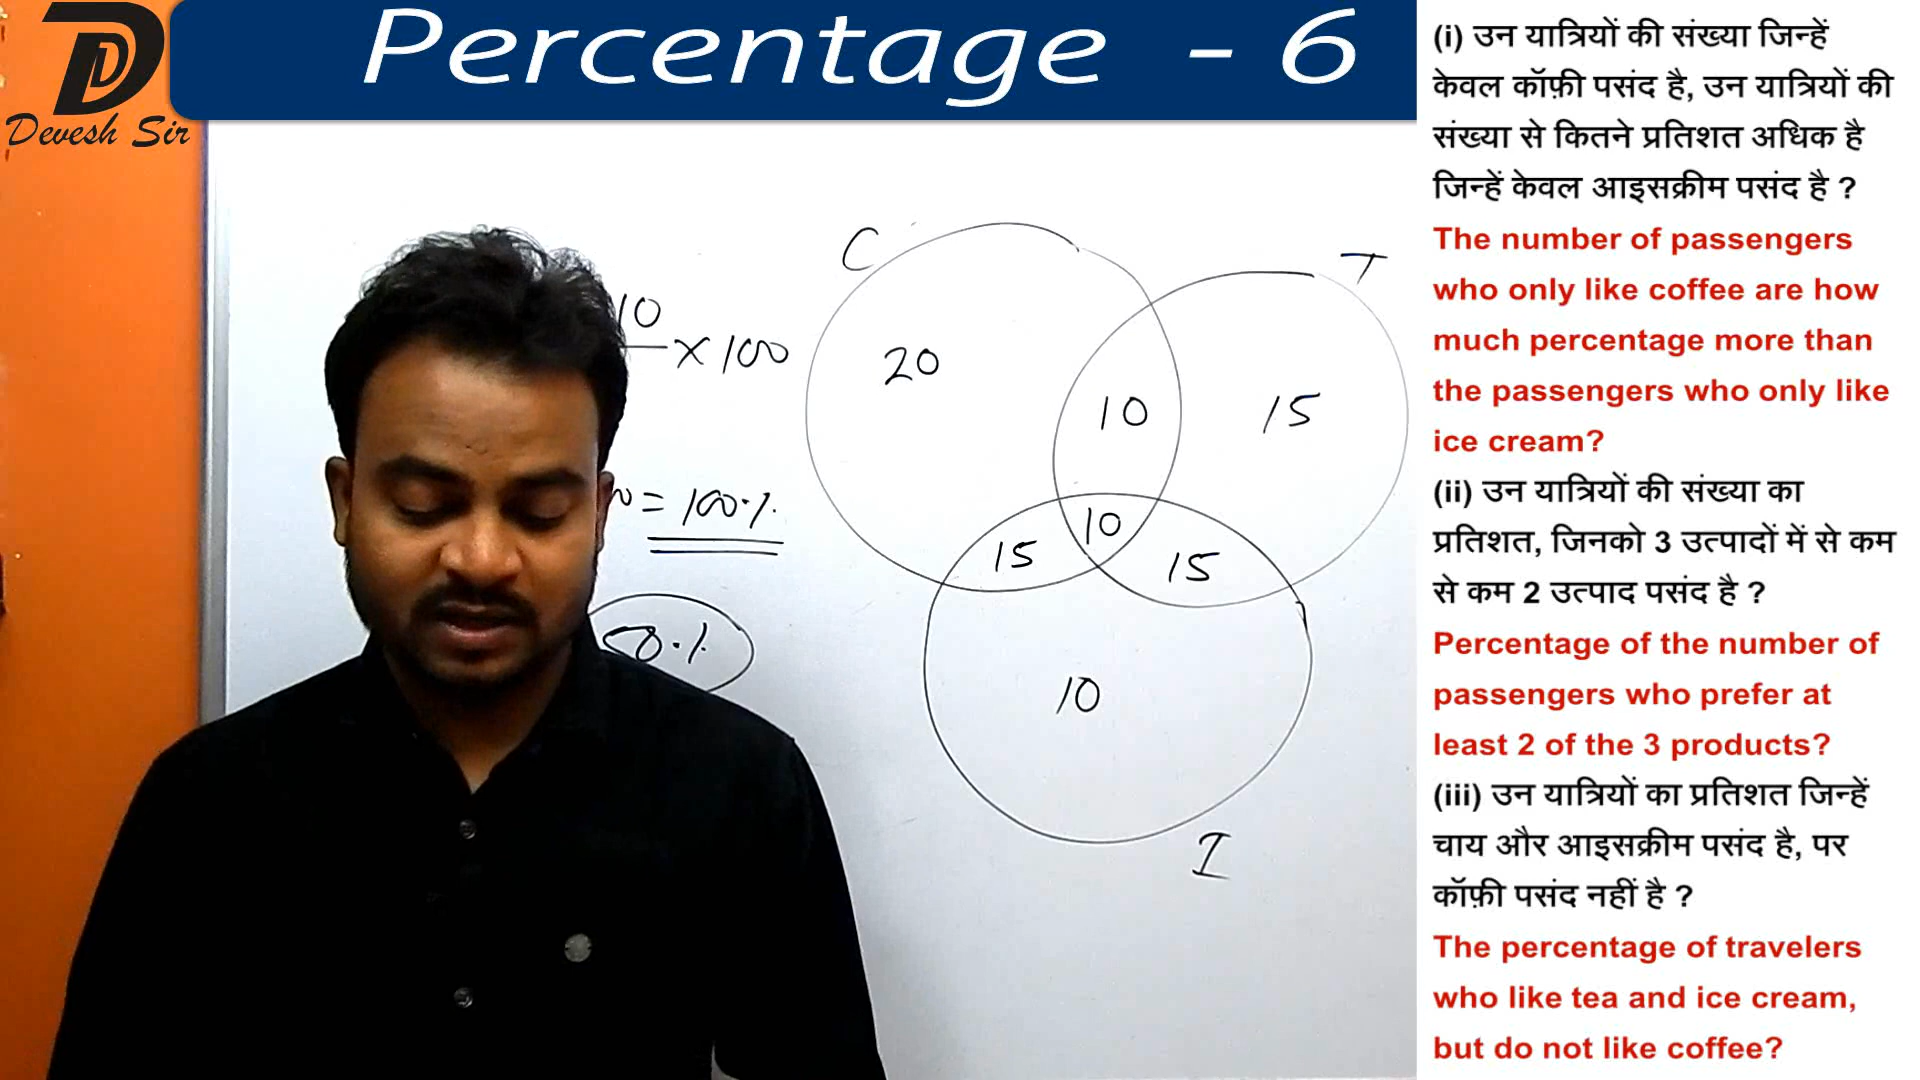 Devesh Sir
Percentage - 6
10
× 100
= 100%
C
T
20
10
15
15
10
15
10
I
(i) उन यात्रियों की संख्या जिन्हें
केवल कॉफ़ी पसंद है, उन यात्रियों की
संख्या से कितने प्रतिशत अधिक है
जिन्हें केवल आइसक्रीम पसंद है ?
The number of passengers
who only like coffee are how
much percentage more than
the passengers who only like
ice cream?
(ii) उन यात्रियों की संख्या का
प्रतिशत, जिनको 3 उत्पादों में से कम
से कम 2 उत्पाद पसंद है ?
Percentage of the number of
passengers who prefer at
least 2 of the 3 products?
(iii) उन यात्रियों का प्रतिशत जिन्हें
चाय और आइसक्रीम पसंद है, पर
कॉफ़ी पसंद नहीं है ?
The percentage of travelers
who like tea and ice cream,
but do not like coffee?